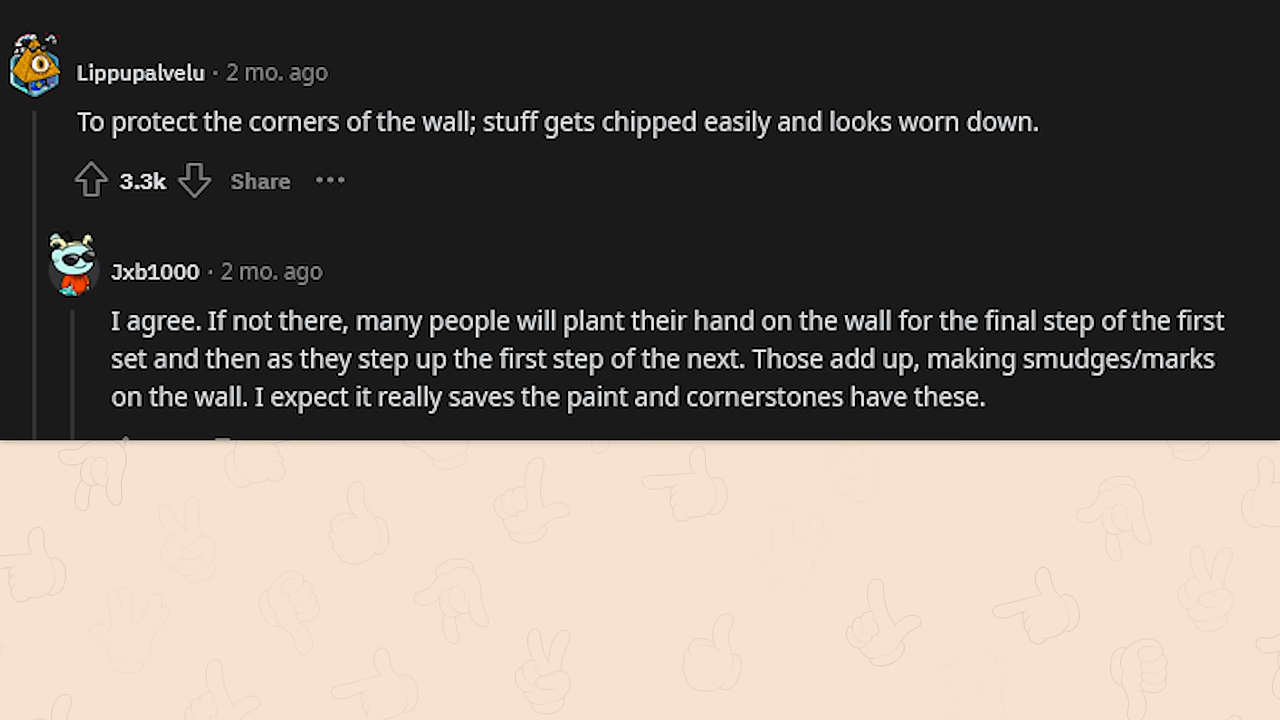 Lippupalvelu · 2 mo. ago
To protect the corners of the wall; stuff gets chipped easily and looks worn down.
3.3k Share ···
Jxb1000 · 2 mo. ago
I agree. If not there, many people will plant their hand on the wall for the final step of the first
set and then as they step up the first step of the next. Those add up, making smudges/marks
on the wall. I expect it really saves the paint and cornerstones have these.